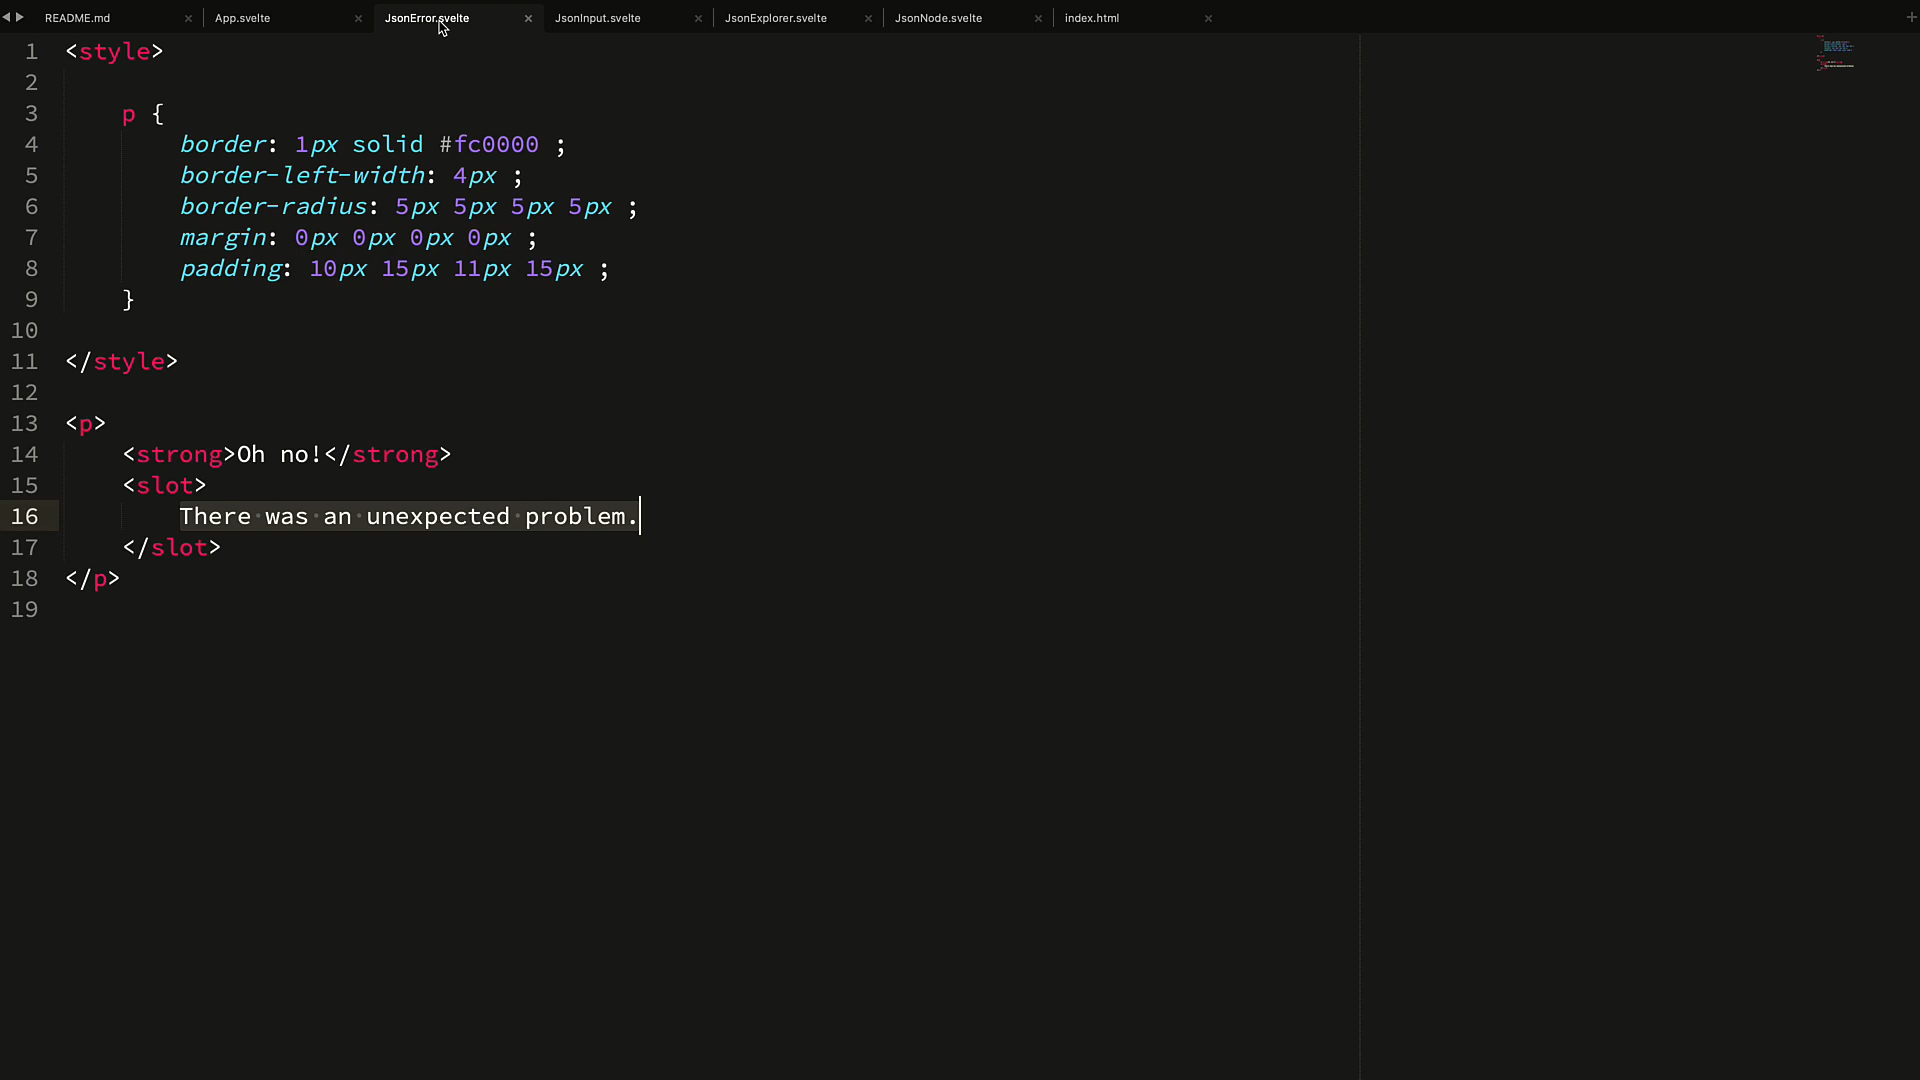 README.md App.svelte JsonError.svelte JsonInput.svelte JsonExplorer.svelte JsonNode.svelte index.html
1 <style>
2
3 p {
4 border: 1px solid #fc0000 ;
5 border-left-width: 4px ;
6 border-radius: 5px 5px 5px 5px ;
7 margin: 0px 0px 0px 0px ;
8 padding: 10px 15px 11px 15px ;
9 }
10
11 </style>
12
13 <p>
14 <strong>Oh no!</strong>
15 <slot>
16 There was an unexpected problem.
17 </slot>
18 </p>
19